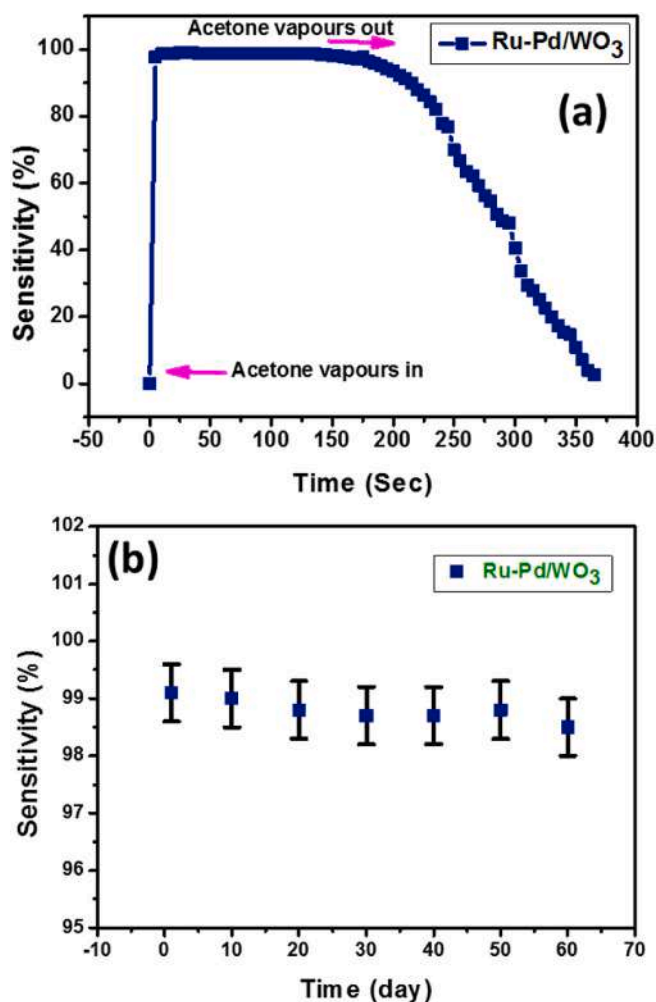 Acetone vapours out
Ru-Pd/WO₃
(a)
100
80
60
40
20
0
Sensitivity (%)
Acetone vapours in
-50 0 50 100 150 200 250 300 350 400
Time (Sec)
(b)
Ru-Pd/WO₃
102
101
100
99
98
97
96
95
Sensitivity (%)
-10 0 10 20 30 40 50 60 70
Time (day)